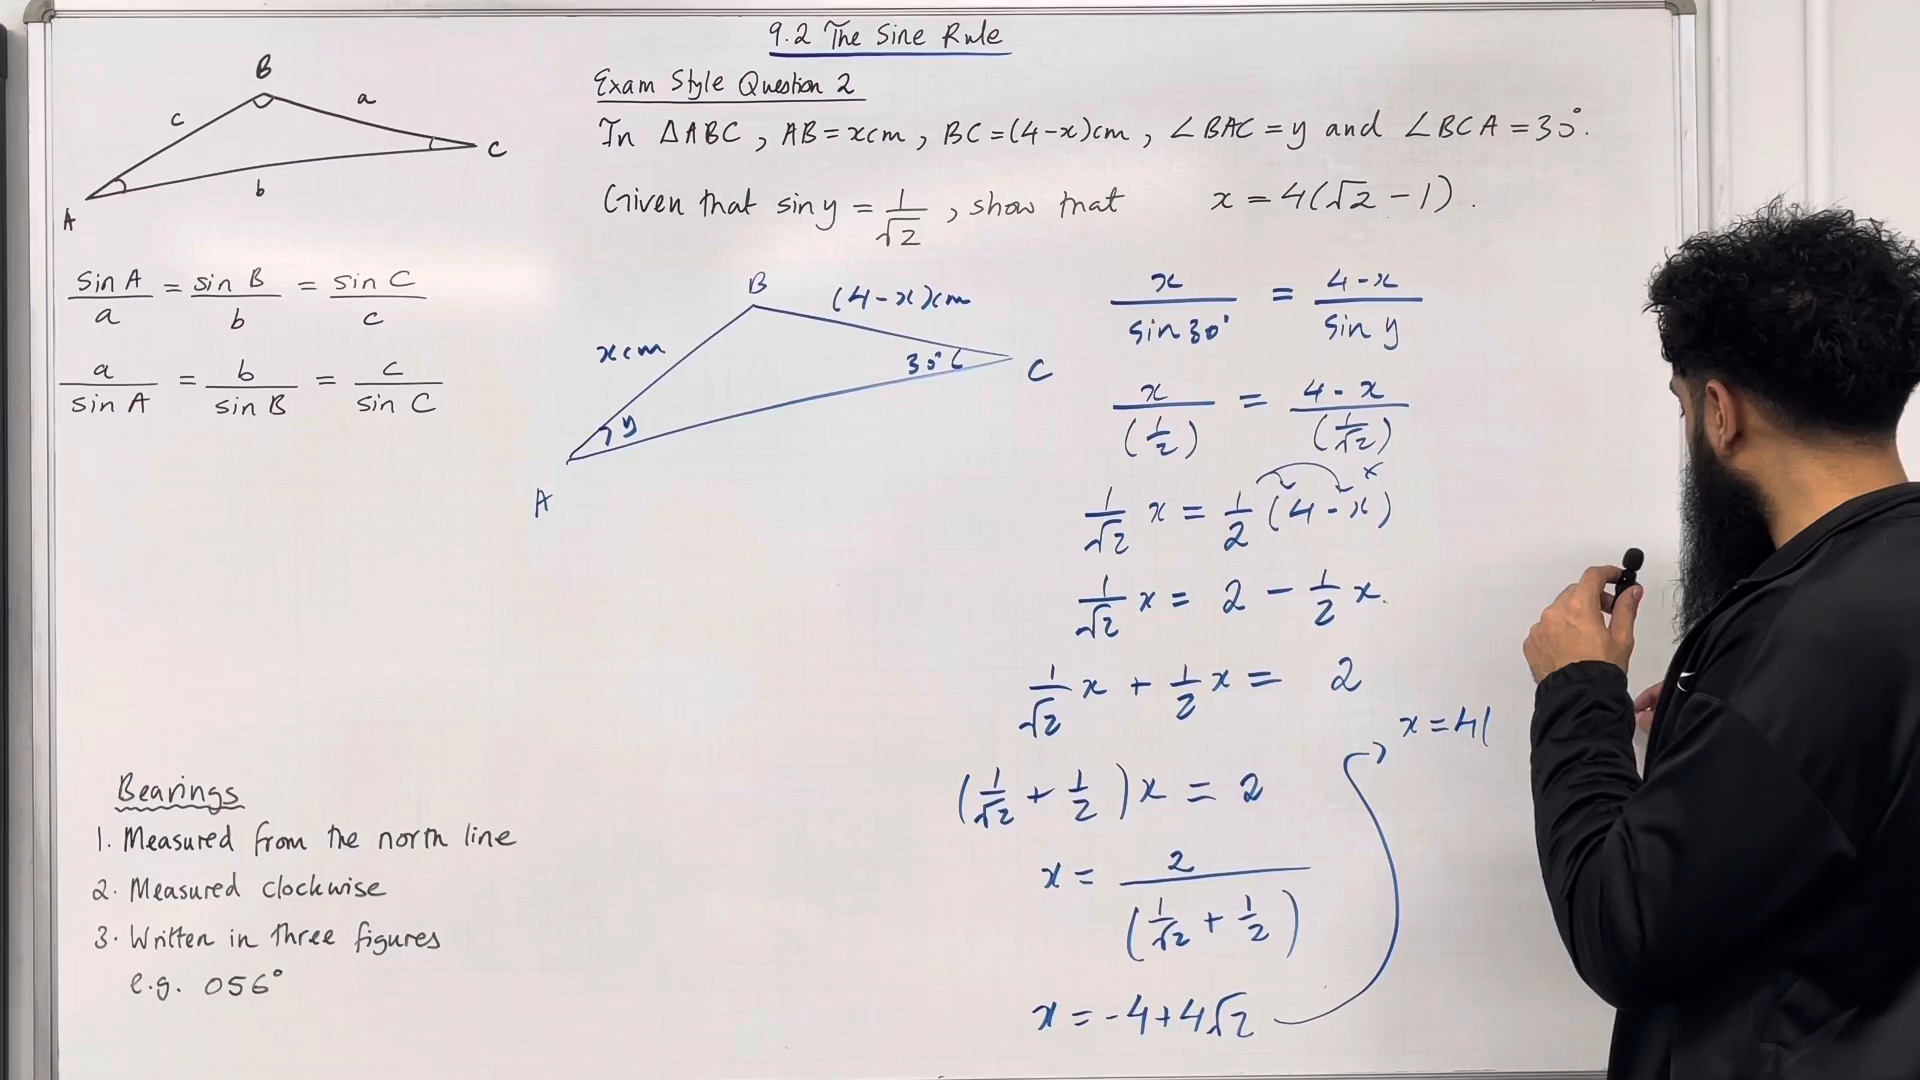 9.2 The Sine Rule
B
c
a
A
b
C
sin A / a = sin B / b = sin C / c
a / sin A = b / sin B = c / sin C
Exam Style Question 2
In △ABC, AB = x cm, BC = (4-x) cm, ∠BAC = y and ∠BCA = 30°.
Given that sin y = 1/√2, show that x = 4(√2 - 1).
B
x cm
(4-x) cm
30°
C
y
A
x / sin 30° = 4-x / sin y
x / (1/2) = 4-x / (1/√2)
x
1/√2 x = 1/2 (4-x)
1/√2 x = 2 - 1/2 x.
1/√2 x + 1/2 x = 2
(1/√2 + 1/2) x = 2
x = 2 / (1/√2 + 1/2)
x = -4+4√2
x = 4(
Bearings
1. Measured from the north line
2. Measured clockwise
3. Written in three figures
e.g. 056°